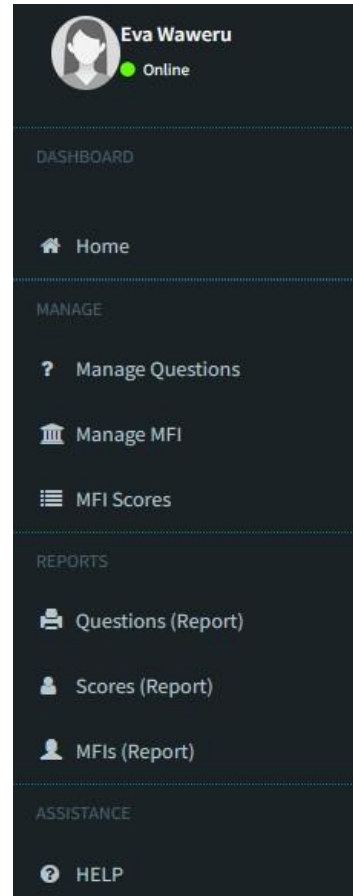 Eva Waweru
Online
DASHBOARD
Home
MANAGE
? Manage Questions
Manage MFI
MFI Scores
REPORTS
Questions (Report)
Scores (Report)
MFIs (Report)
ASSISTANCE
? HELP